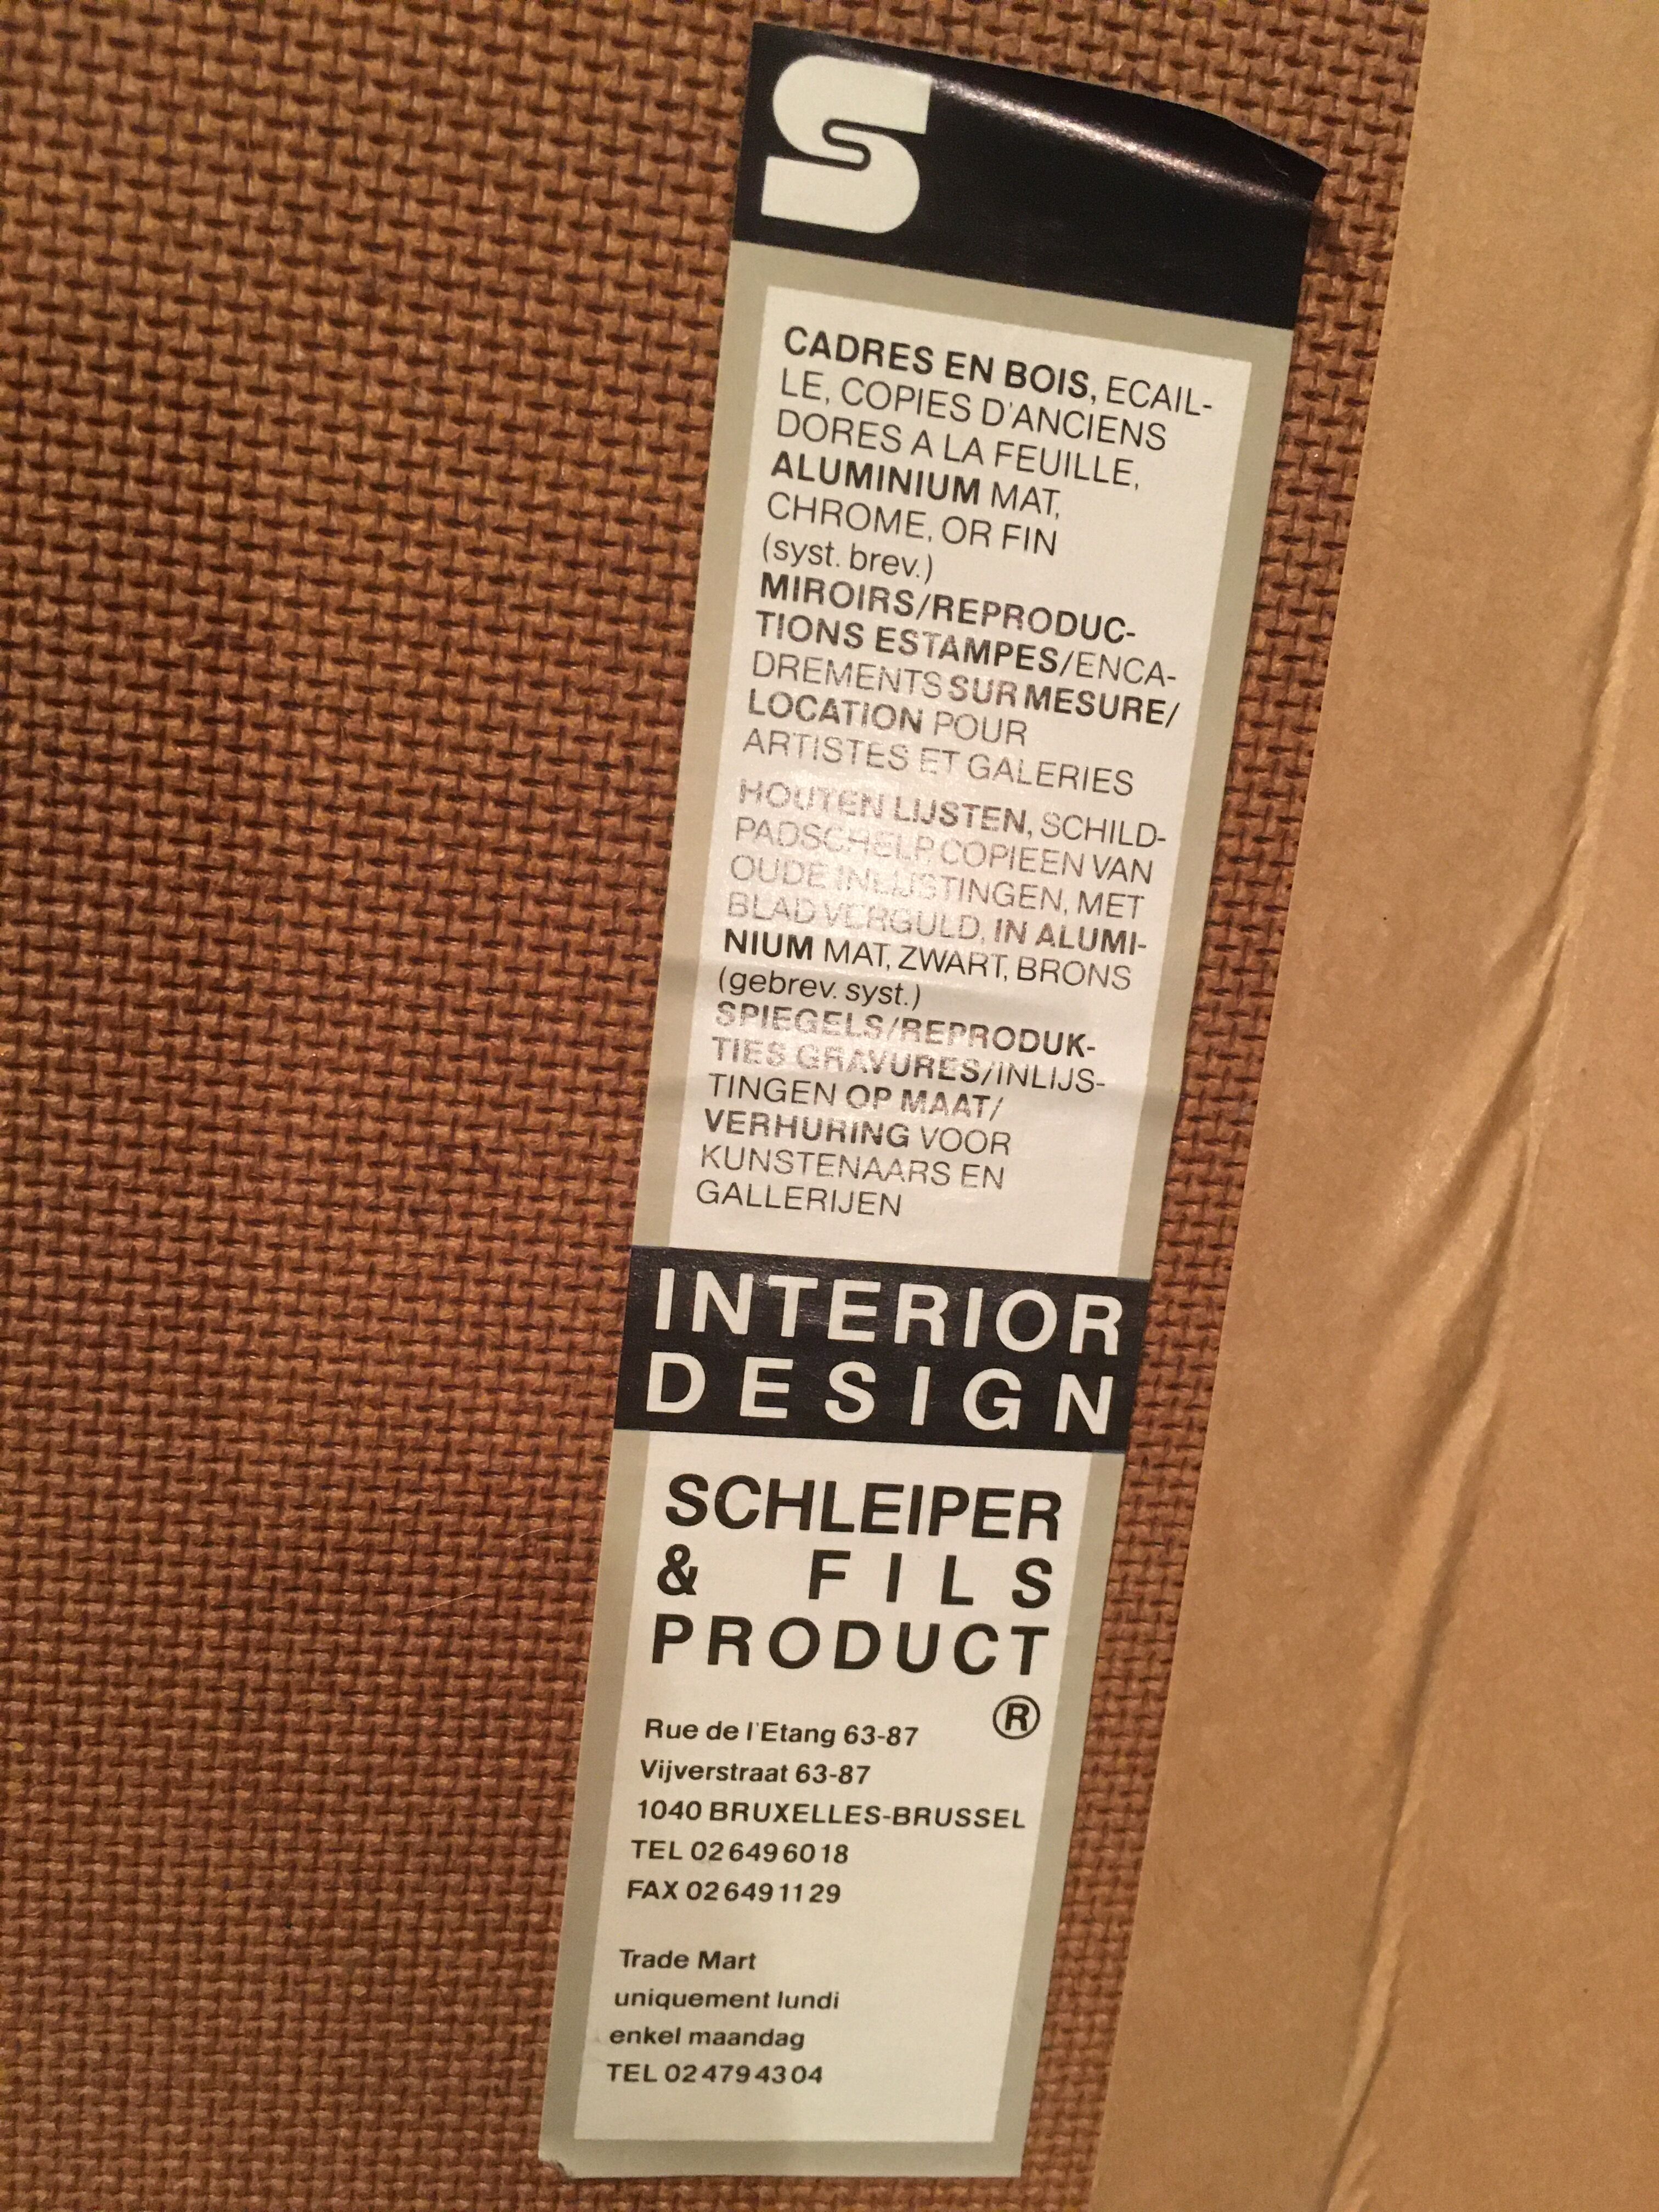 S
CADRES EN BOIS, ECAIL-
LE, COPIES D'ANCIENS
DORES A LA FEUILLE,
ALUMINIUM MAT,
CHROME, OR FIN
(syst. brev.)
MIROIRS/REPRODUC-
TIONS ESTAMPES/ENCA-
DREMENTS SUR MESURE/
LOCATION POUR
ARTISTES ET GALERIES
HOUTEN LIJSTEN, SCHILD-
PADSCHELP, COPIEEN VAN
OUDE INLIJSTINGEN, MET
BLAD VERGULD, IN ALUMI-
NIUM MAT, ZWART, BRONS
(gebrev. syst.)
SPIEGELS/REPRODUK-
TIES GRAVURES/INLIJS-
TINGEN OP MAAT/
VERHURING VOOR
KUNSTENAARS EN
GALLERIJEN
INTERIOR
DESIGN
SCHLEIPER
& FILS
PRODUCT
®
Rue de l'Etang 63-87
Vijverstraat 63-87
1040 BRUXELLES-BRUSSEL
TEL 02 649 60 18
FAX 02 649 11 29
Trade Mart
uniquement lundi
enkel maandag
TEL 02 479 43 04